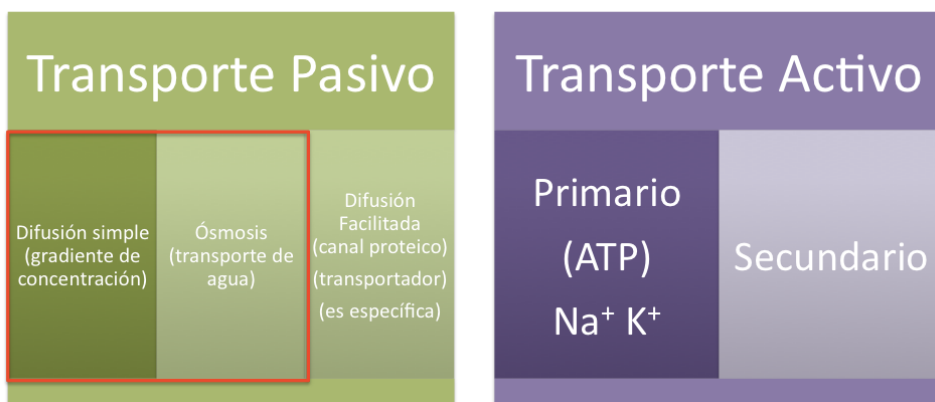 Transporte Pasivo
Difusión simple
(gradiente de
concentración)
Ósmosis
(transporte de
agua)
Difusión
Facilitada
(canal proteico)
(transportador)
(es específica)
Transporte Activo
Primario
(ATP)
Na⁺ K⁺
Secundario